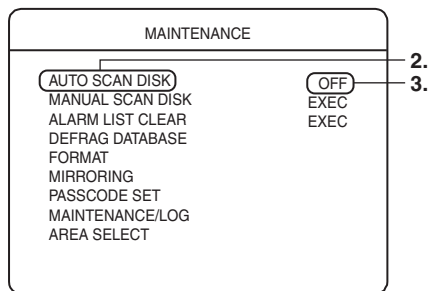 MAINTENANCE
2.
AUTO SCAN DISK OFF 3.
MANUAL SCAN DISK EXEC
ALARM LIST CLEAR EXEC
DEFRAG DATABASE
FORMAT
MIRRORING
PASSCODE SET
MAINTENANCE/LOG
AREA SELECT